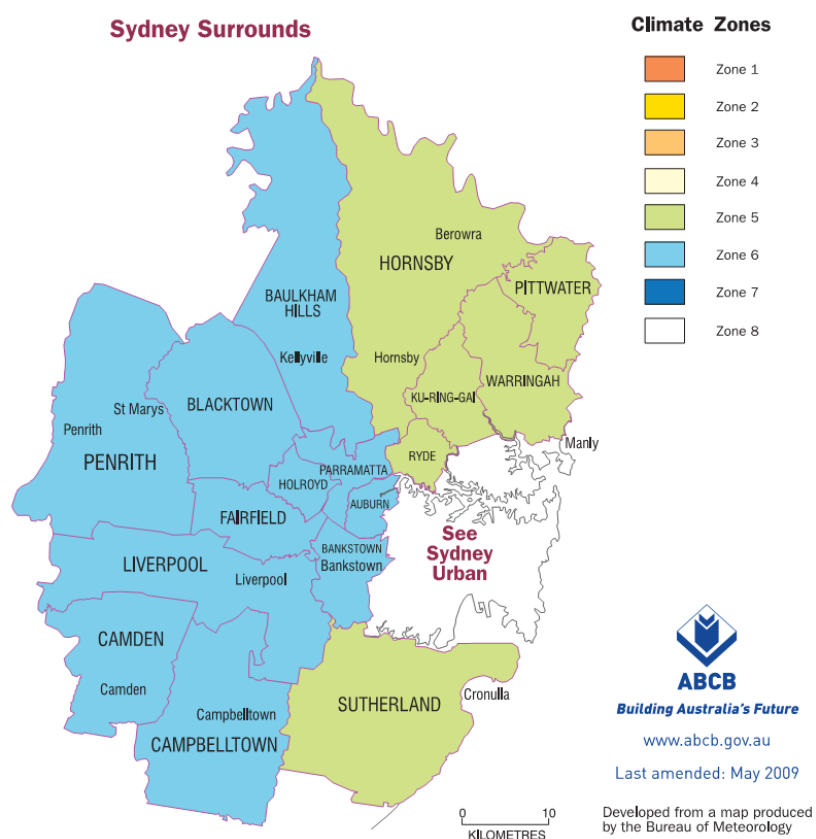 Sydney Surrounds
Climate Zones
Zone 1
Zone 2
Zone 3
Zone 4
Zone 5
Zone 6
Zone 7
Zone 8
Berowra
HORNSBY
PITTWATER
BAULKHAM
HILLS
Kellyville
Hornsby
WARRINGAH
KU-RING-GAI
St Marys
BLACKTOWN
Penrith
PENRITH
Manly
RYDE
PARRAMATTA
HOLROYD
AUBURN
FAIRFIELD
See
Sydney
Urban
BANKSTOWN
Bankstown
LIVERPOOL
Liverpool
CAMDEN
Camden
SUTHERLAND
Cronulla
Campbelltown
CAMPBELLTOWN
ABCB
Building Australia's Future
www.abcb.gov.au
Last amended: May 2009
0 10
KILOMETRES
Developed from a map produced
by the Bureau of Meteorology